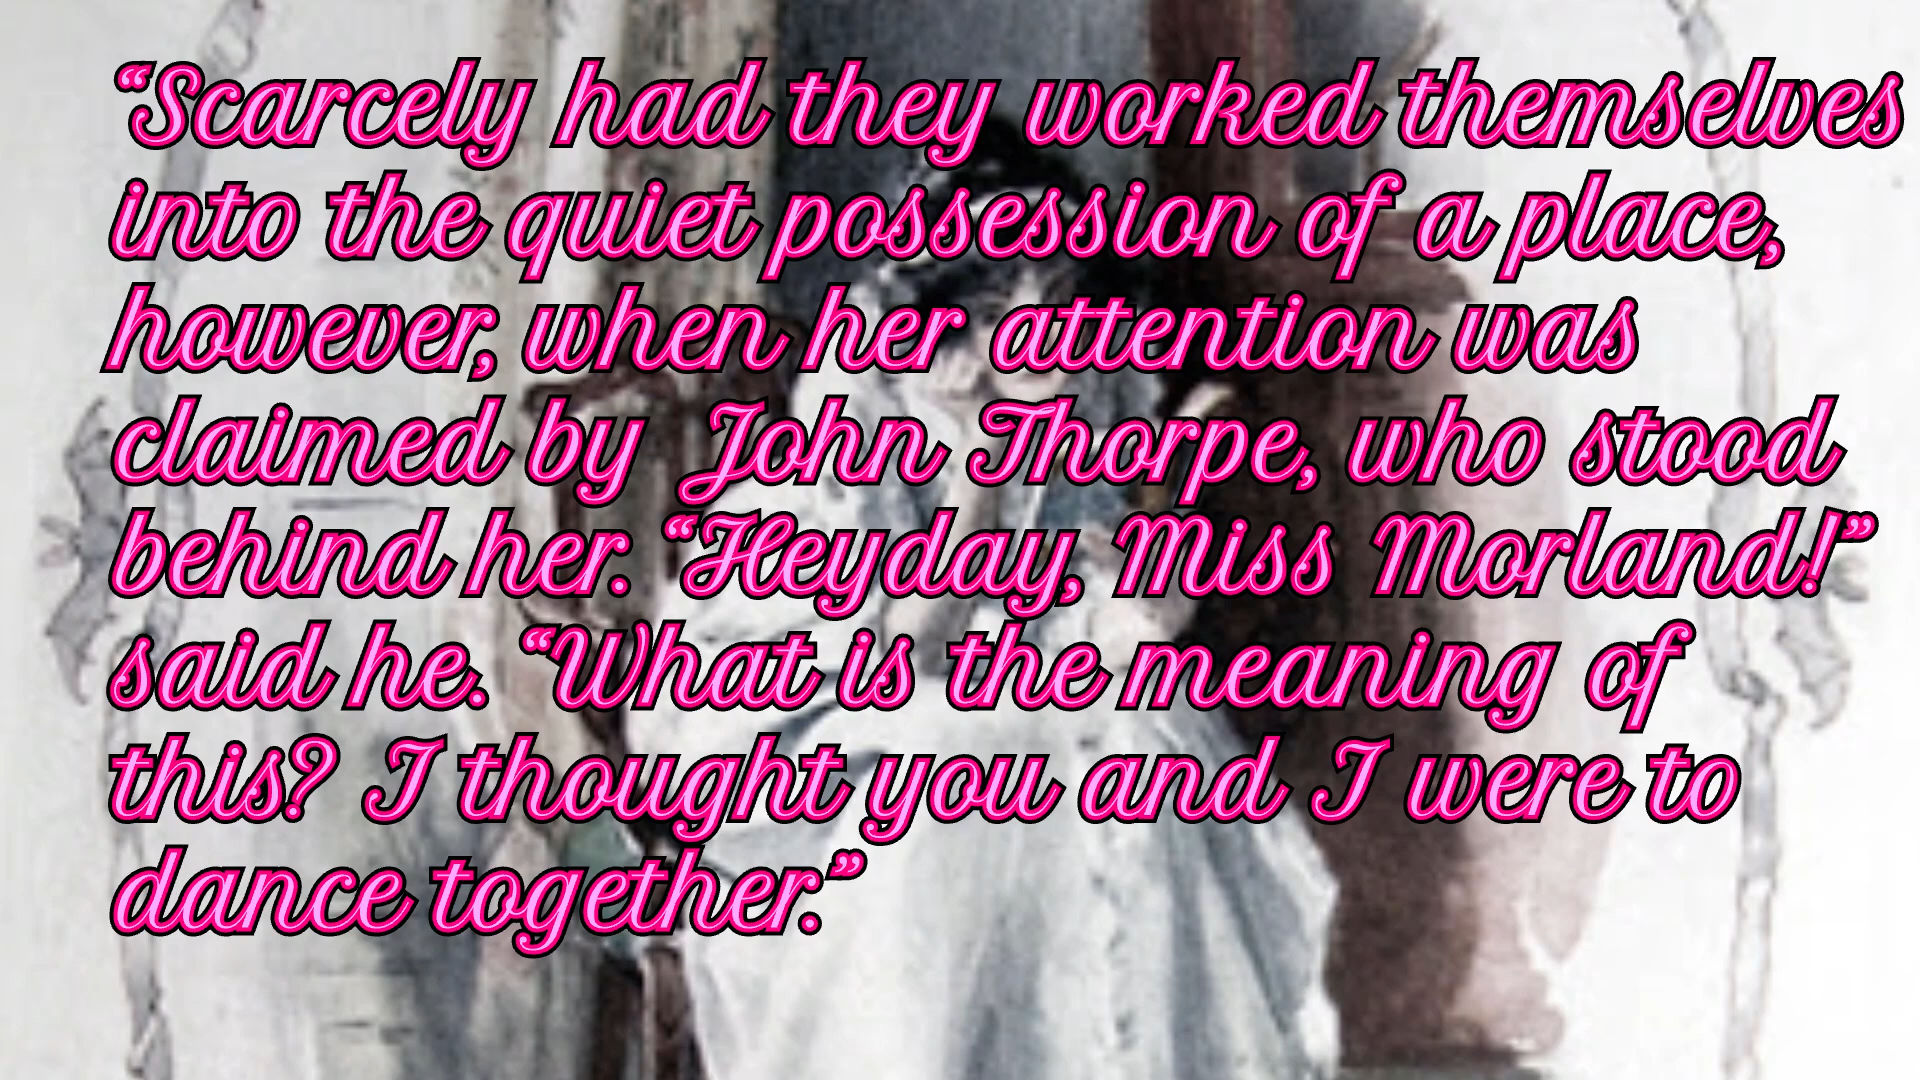 “Scarcely had they worked themselves
into the quiet possession of a place,
however, when her attention was
claimed by John Thorpe, who stood
behind her. “Heyday, Miss Morland!”
said he. “What is the meaning of
this? I thought you and I were to
dance together.”